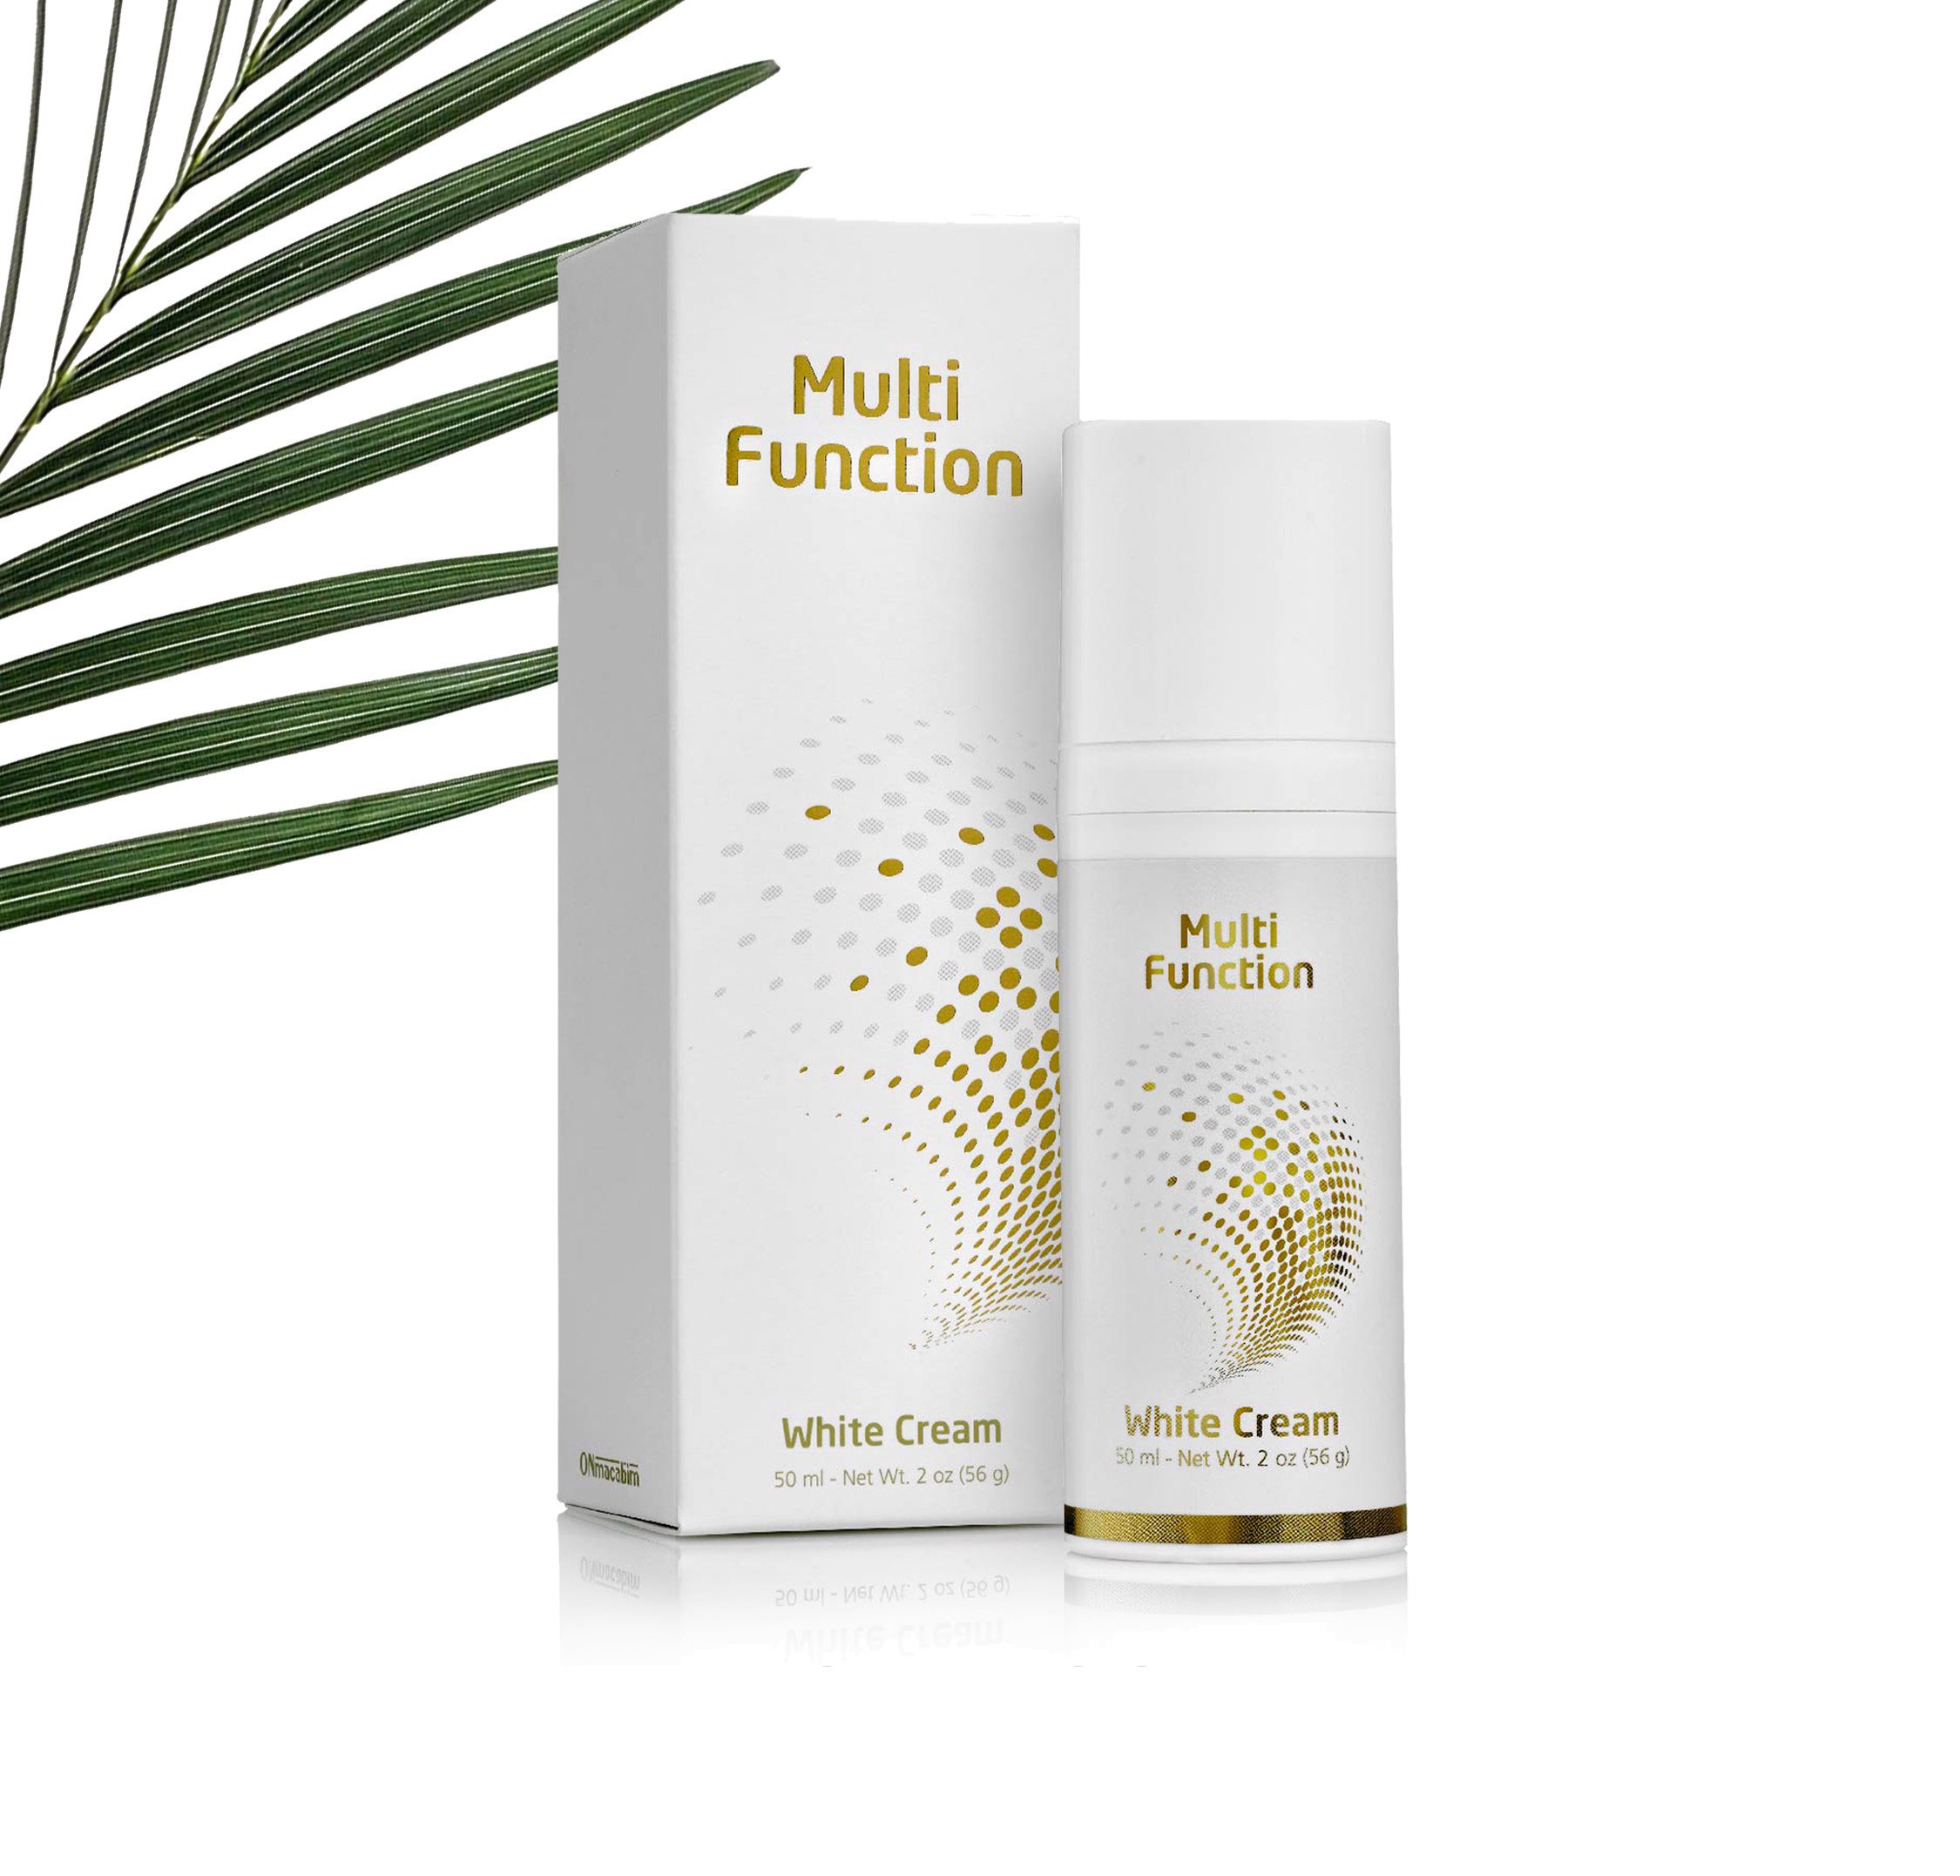 Multi
Function
White Cream
50 ml - Net Wt. 2 oz (56 g)
ONmacabim
Multi
Function
White Cream
50 ml - Net Wt. 2 oz (56 g)